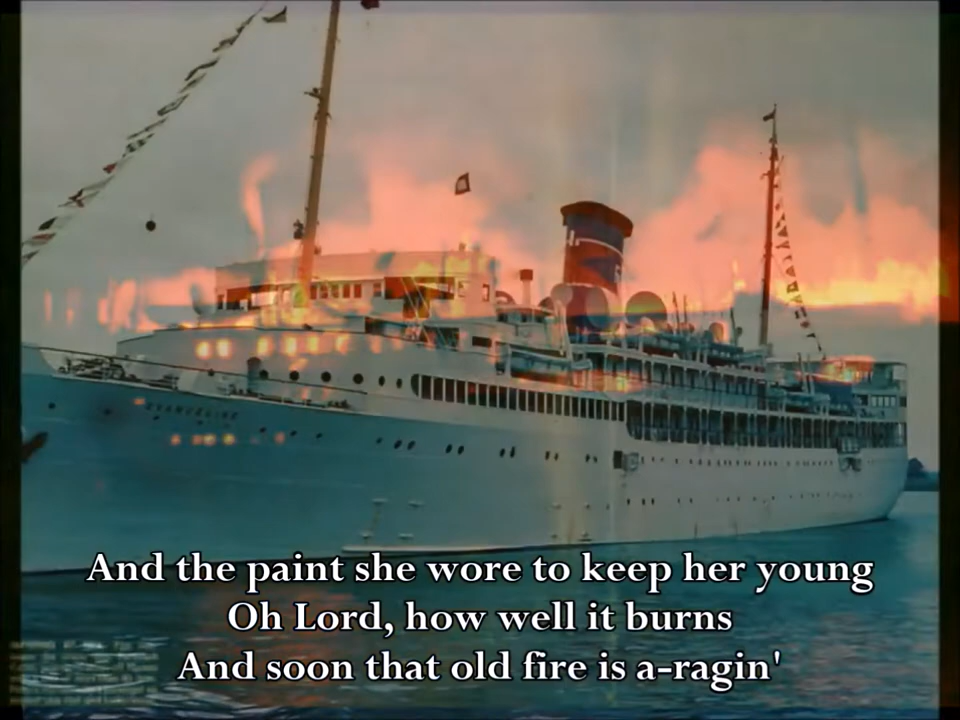 EVANGELINE
And the paint she wore to keep her young
Oh Lord, how well it burns
And soon that old fire is a-ragin'